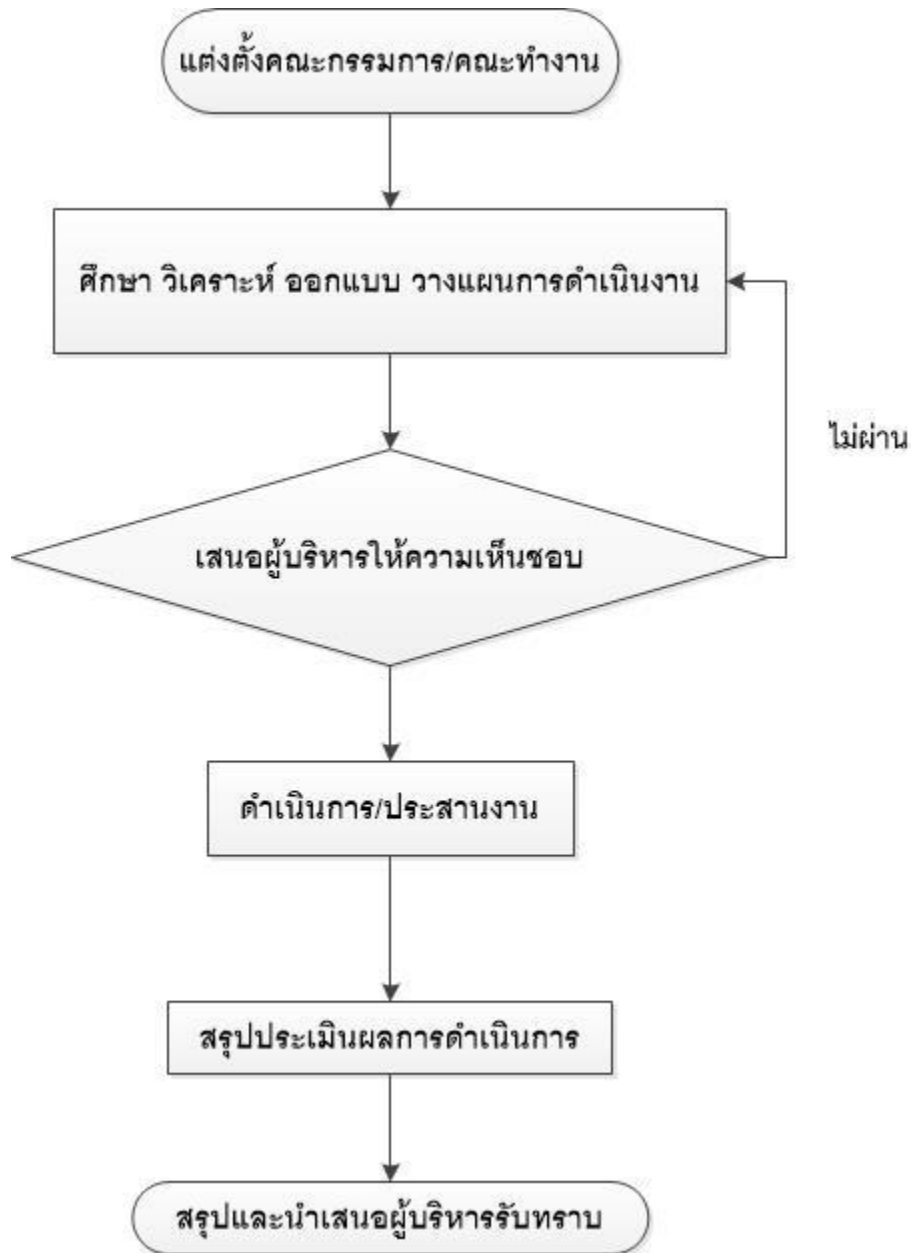 แต่งตั้งคณะกรรมการ/คณะทำงาน
ศึกษา วิเคราะห์ ออกแบบ วางแผนการดำเนินงาน
ไม่ผ่าน
เสนอผู้บริหารให้ความเห็นชอบ
ดำเนินการ/ประสานงาน
สรุปประเมินผลการดำเนินการ
สรุปและนำเสนอผู้บริหารรับทราบ